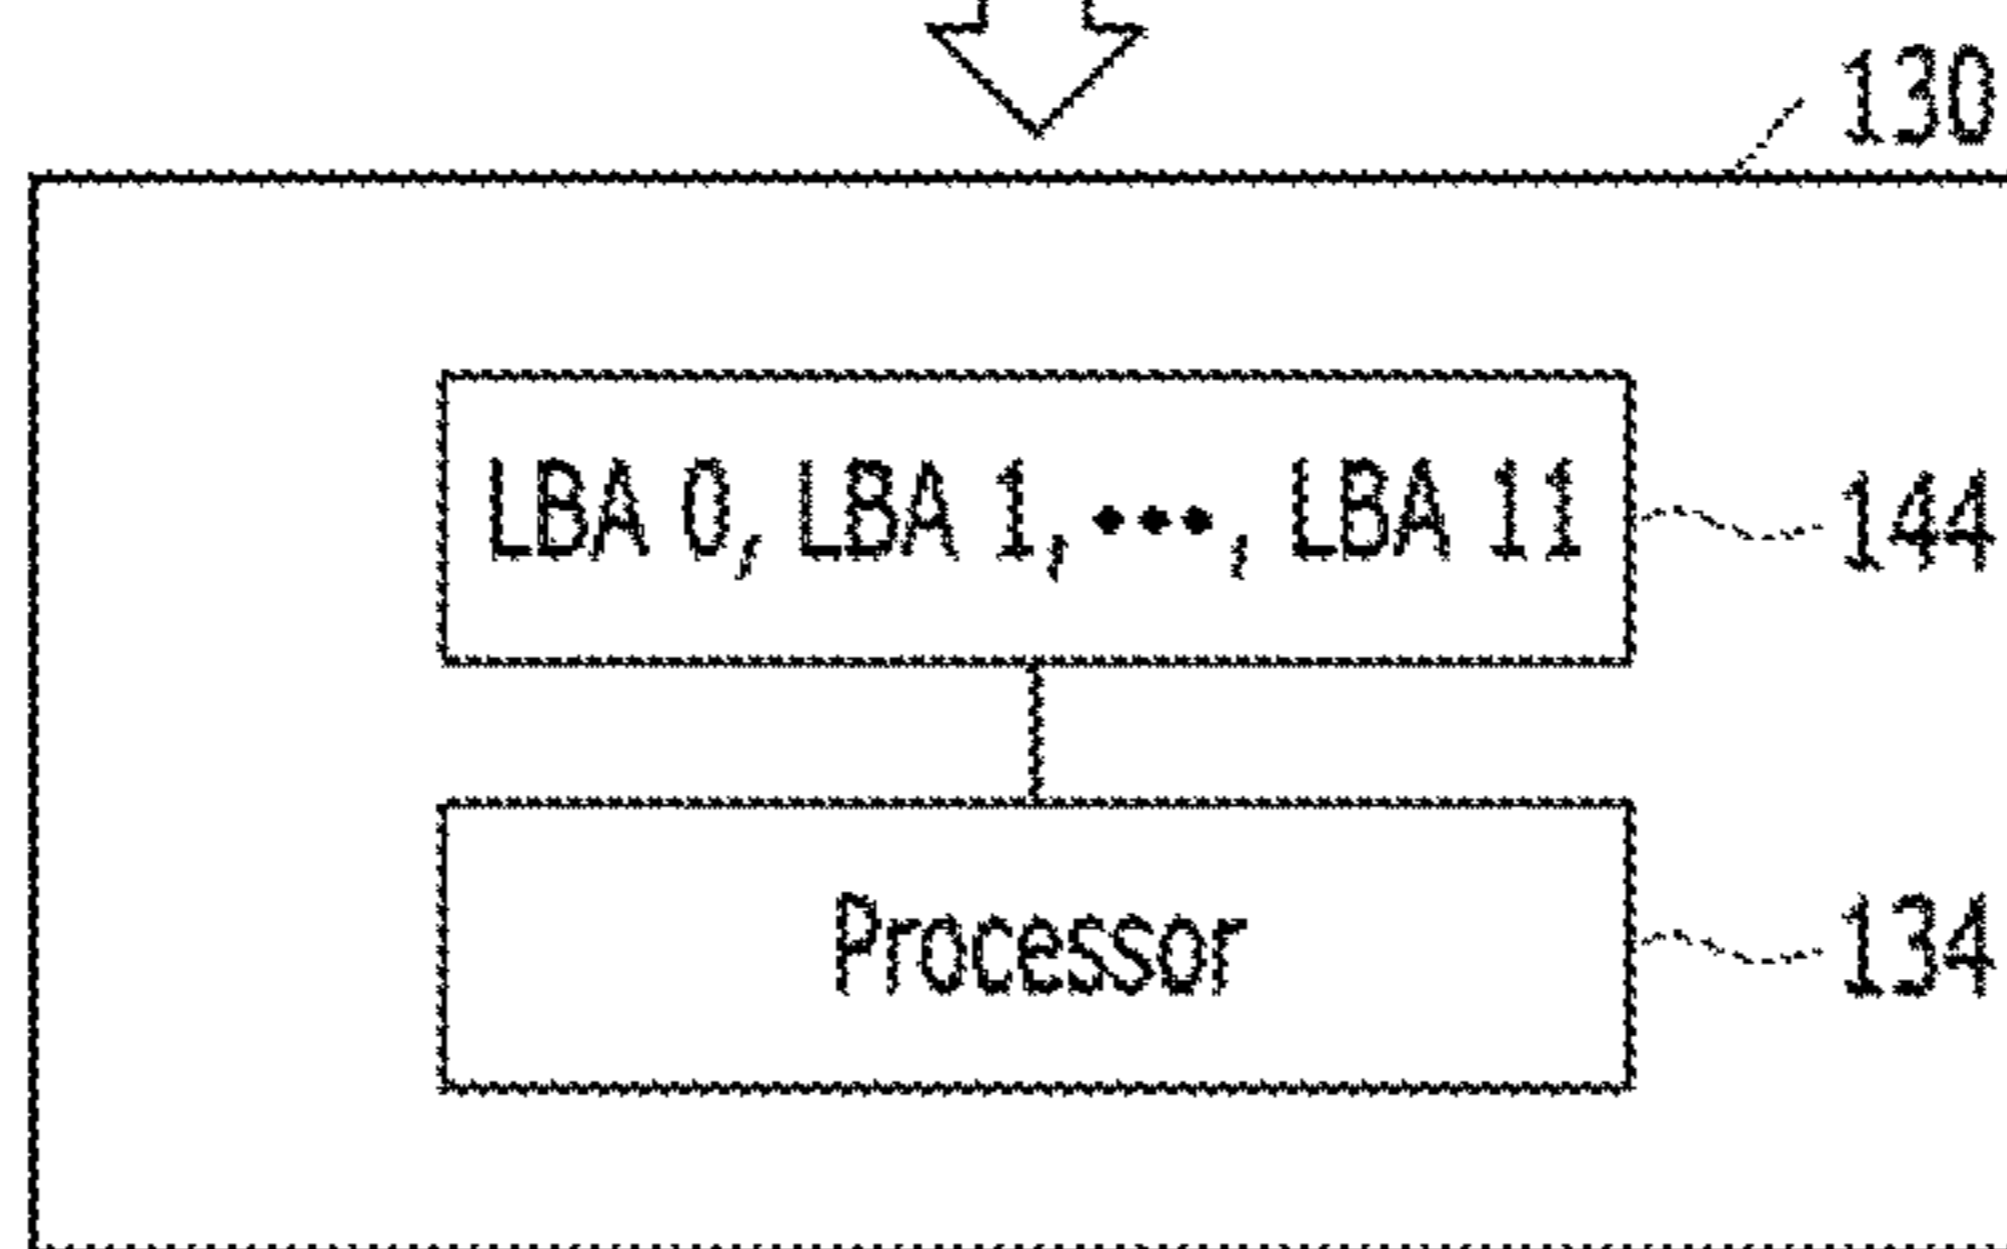 130
LBA 0, LBA 1, •••, LBA 11
144
Processor
134